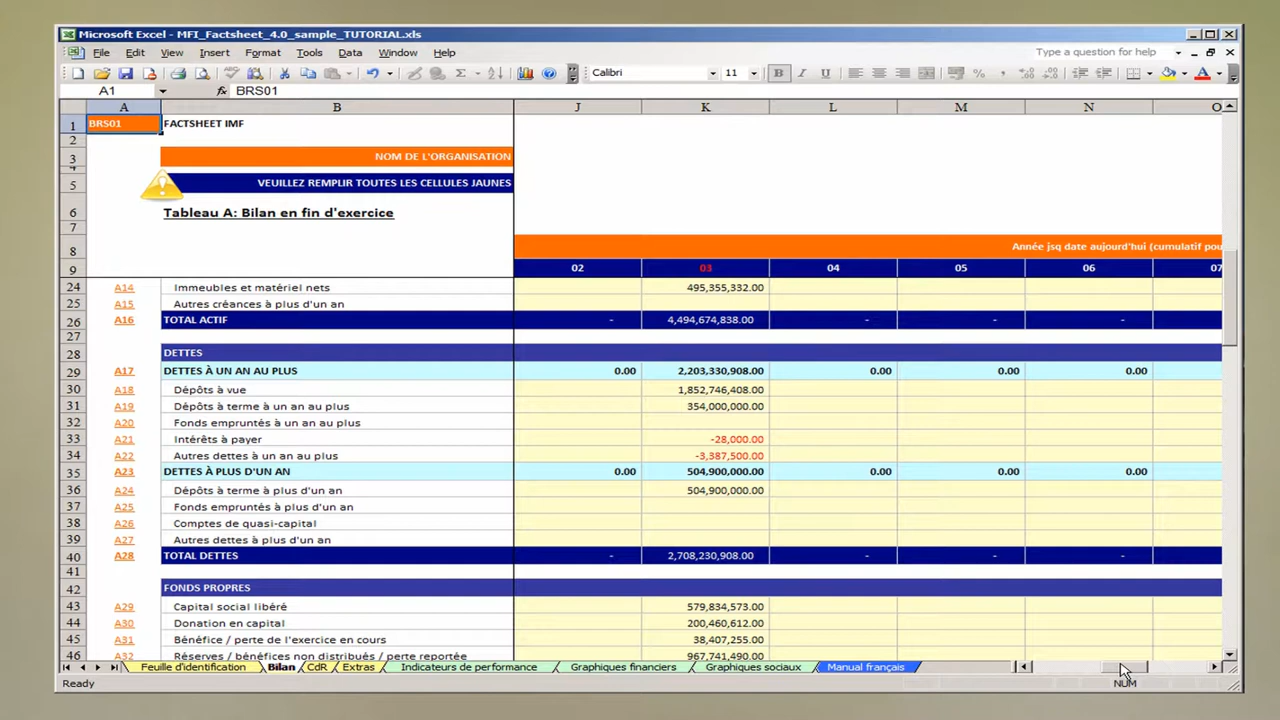 Microsoft Excel - MFI_Factsheet_4.0_sample_TUTORIAL.xls
File Edit View Insert Format Tools Data Window Help Type a question for help
Calibri 11 B I U
A1 fx BRS01
A B J K L M N O
1 BRS01 FACTSHEET IMF
2
3 NOM DE L'ORGANISATION
4
5 VEUILLEZ REMPLIR TOUTES LES CELLULES JAUNES
6 Tableau A: Bilan en fin d'exercice
7
8 Année jsq date aujourd'hui (cumulatif pou
9 02 03 04 05 06 07
24 A14 Immeubles et matériel nets 495,355,332.00
25 A15 Autres créances à plus d'un an
26 A16 TOTAL ACTIF - 4,494,674,838.00 - - -
27
28 DETTES
29 A17 DETTES À UN AN AU PLUS 0.00 2,203,330,908.00 0.00 0.00 0.00
30 A18 Dépôts à vue 1,852,746,408.00
31 A19 Dépôts à terme à un an au plus 354,000,000.00
32 A20 Fonds empruntés à un an au plus
33 A21 Intérêts à payer -28,000.00
34 A22 Autres dettes à un an au plus -3,387,500.00
35 A23 DETTES À PLUS D'UN AN 0.00 504,900,000.00 0.00 0.00 0.00
36 A24 Dépôts à terme à plus d'un an 504,900,000.00
37 A25 Fonds empruntés à plus d'un an
38 A26 Comptes de quasi-capital
39 A27 Autres dettes à plus d'un an
40 A28 TOTAL DETTES - 2,708,230,908.00 - - -
41
42 FONDS PROPRES
43 A29 Capital social libéré 579,834,573.00
44 A30 Donation en capital 200,460,612.00
45 A31 Bénéfice / perte de l'exercice en cours 38,407,255.00
46 A32 Réserves / bénéfices non distribués / perte reportée 967,741,490.00
Feuille d'identification Bilan CdR Extras Indicateurs de performance Graphiques financiers Graphiques sociaux Manual français
Ready NUM